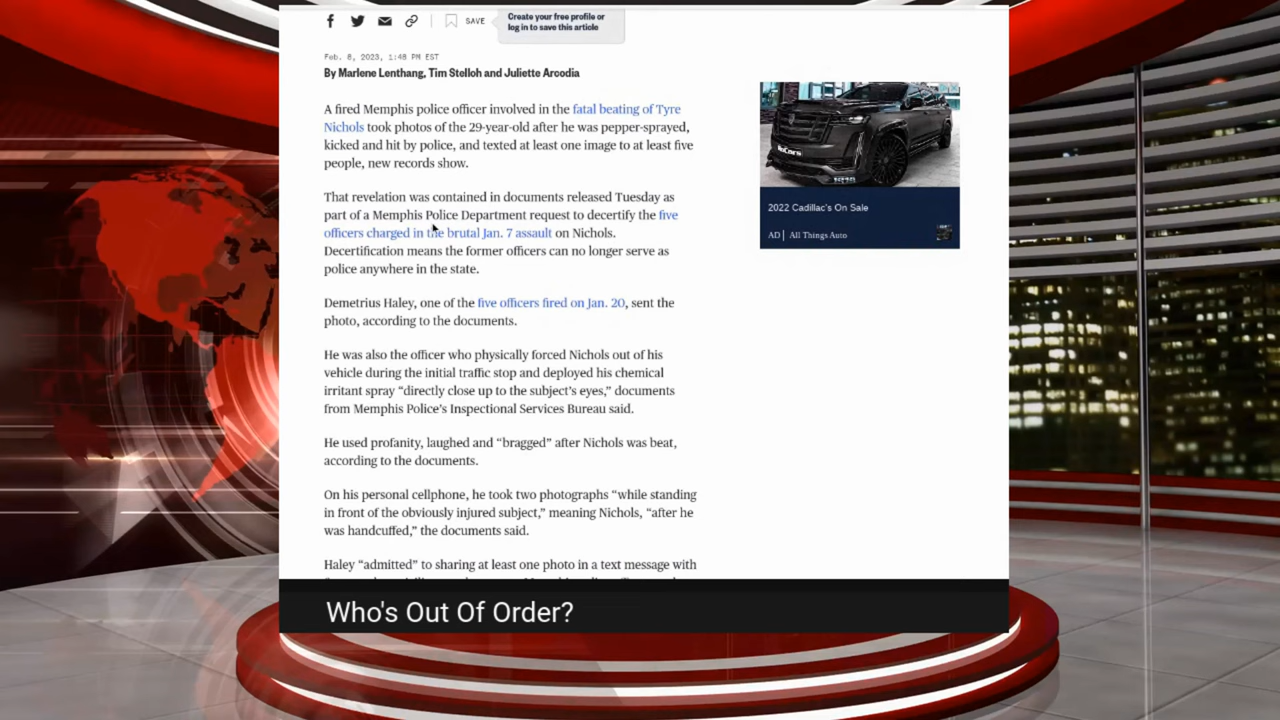 SAVE
Create your free profile or
log in to save this article
Feb. 8, 2023, 1:48 PM EST
By Marlene Lenthang, Tim Stelloh and Juliette Arcodia
A fired Memphis police officer involved in the fatal beating of Tyre
Nichols took photos of the 29-year-old after he was pepper-sprayed,
kicked and hit by police, and texted at least one image to at least five
people, new records show.
That revelation was contained in documents released Tuesday as
part of a Memphis Police Department request to decertify the five
officers charged in the brutal Jan. 7 assault on Nichols.
Decertification means the former officers can no longer serve as
police anywhere in the state.
Demetrius Haley, one of the five officers fired on Jan. 20, sent the
photo, according to the documents.
He was also the officer who physically forced Nichols out of his
vehicle during the initial traffic stop and deployed his chemical
irritant spray “directly close up to the subject’s eyes,” documents
from Memphis Police’s Inspectional Services Bureau said.
He used profanity, laughed and “bragged” after Nichols was beat,
according to the documents.
On his personal cellphone, he took two photographs “while standing
in front of the obviously injured subject,” meaning Nichols, “after he
was handcuffed,” the documents said.
Haley “admitted” to sharing at least one photo in a text message with
2022 Cadillac's On Sale
AD | All Things Auto
Who's Out Of Order?